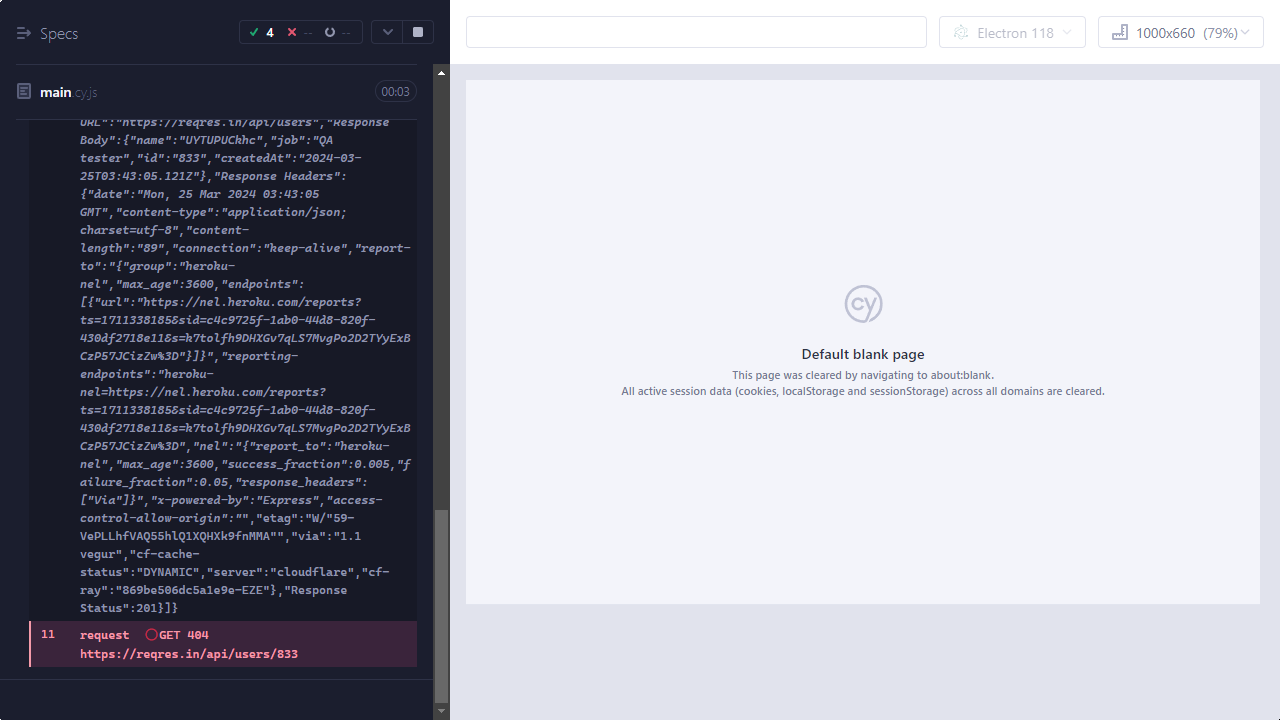 Specs
4
--
--
Electron 118
1000x660 (79%)
main.cy.js
00:03
URL":"https://reqres.in/api/users","Response
Body":{"name":"UYTUPUCkhc","job":"QA
tester","id":"833","createdAt":"2024-03-
25T03:43:05.121Z"},"Response Headers":
{"date":"Mon, 25 Mar 2024 03:43:05
GMT","content-type":"application/json;
charset=utf-8","content-
length":"89","connection":"keep-alive","report-
to":"{"group":"heroku-
nel","max_age":3600,"endpoints":
[{"url":"https://nel.heroku.com/reports?
ts=1711338185&sid=c4c9725f-1ab0-44d8-820f-
430df2718e11&s=k7tolfh9DHXGv7qLS7MvgPo2D2TYyExB
CzP57JCizZw%3D"}]}","reporting-
endpoints":"heroku-
nel=https://nel.heroku.com/reports?
ts=1711338185&sid=c4c9725f-1ab0-44d8-820f-
430df2718e11&s=k7tolfh9DHXGv7qLS7MvgPo2D2TYyExB
CzP57JCizZw%3D","nel":"{"report_to":"heroku-
nel","max_age":3600,"success_fraction":0.005,"f
ailure_fraction":0.05,"response_headers":
["Via"]}","x-powered-by":"Express","access-
control-allow-origin":"","etag":"W/"59-
VePLLhfVAQ55hlQ1XQHXk9fnMMA"","via":"1.1
vegur","cf-cache-
status":"DYNAMIC","server":"cloudflare","cf-
ray":"869be506dc5a1e9e-EZE"},"Response
Status":201}]}
11 request GET 404
https://reqres.in/api/users/833
cy
Default blank page
This page was cleared by navigating to about:blank.
All active session data (cookies, localStorage and sessionStorage) across all domains are cleared.